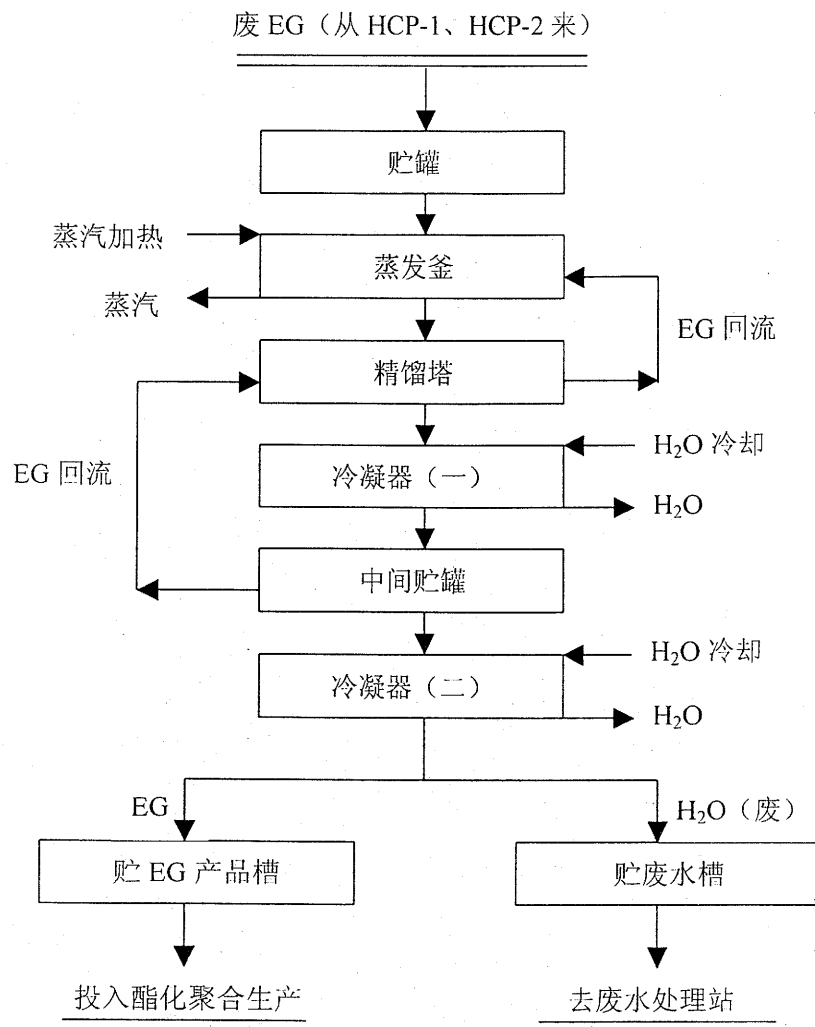 废 EG（从 HCP-1、HCP-2 来）
贮罐
蒸汽加热
蒸发釜
蒸汽
EG 回流
精馏塔
H₂O 冷却
EG 回流
冷凝器（一）
H₂O
中间贮罐
H₂O 冷却
冷凝器（二）
H₂O
EG
H₂O（废）
贮 EG 产品槽
贮废水槽
投入酯化聚合生产
去废水处理站